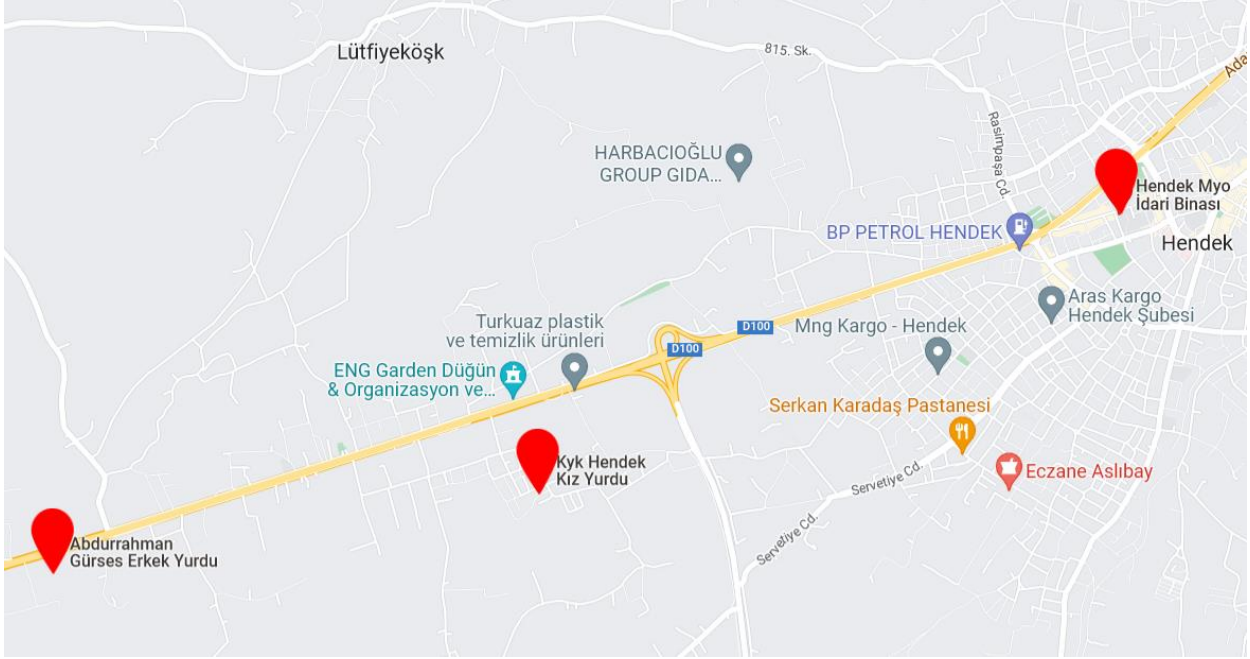 Lütfiyeköşk
815. Sk.
Ada
Rasimpaşa Cd.
HARBACIOĞLU
GROUP GIDA...
Hendek Myo
İdari Binası
BP PETROL HENDEK
Hendek
Aras Kargo
Hendek Şubesi
Turkuaz plastik
ve temizlik ürünleri
D100
D100
Mng Kargo - Hendek
ENG Garden Düğün
& Organizasyon ve...
Serkan Karadaş Pastanesi
Kyk Hendek
Kız Yurdu
Servetiye Cd.
Eczane Aslıbay
Servetiye Cd.
Abdurrahman
Gürses Erkek Yurdu